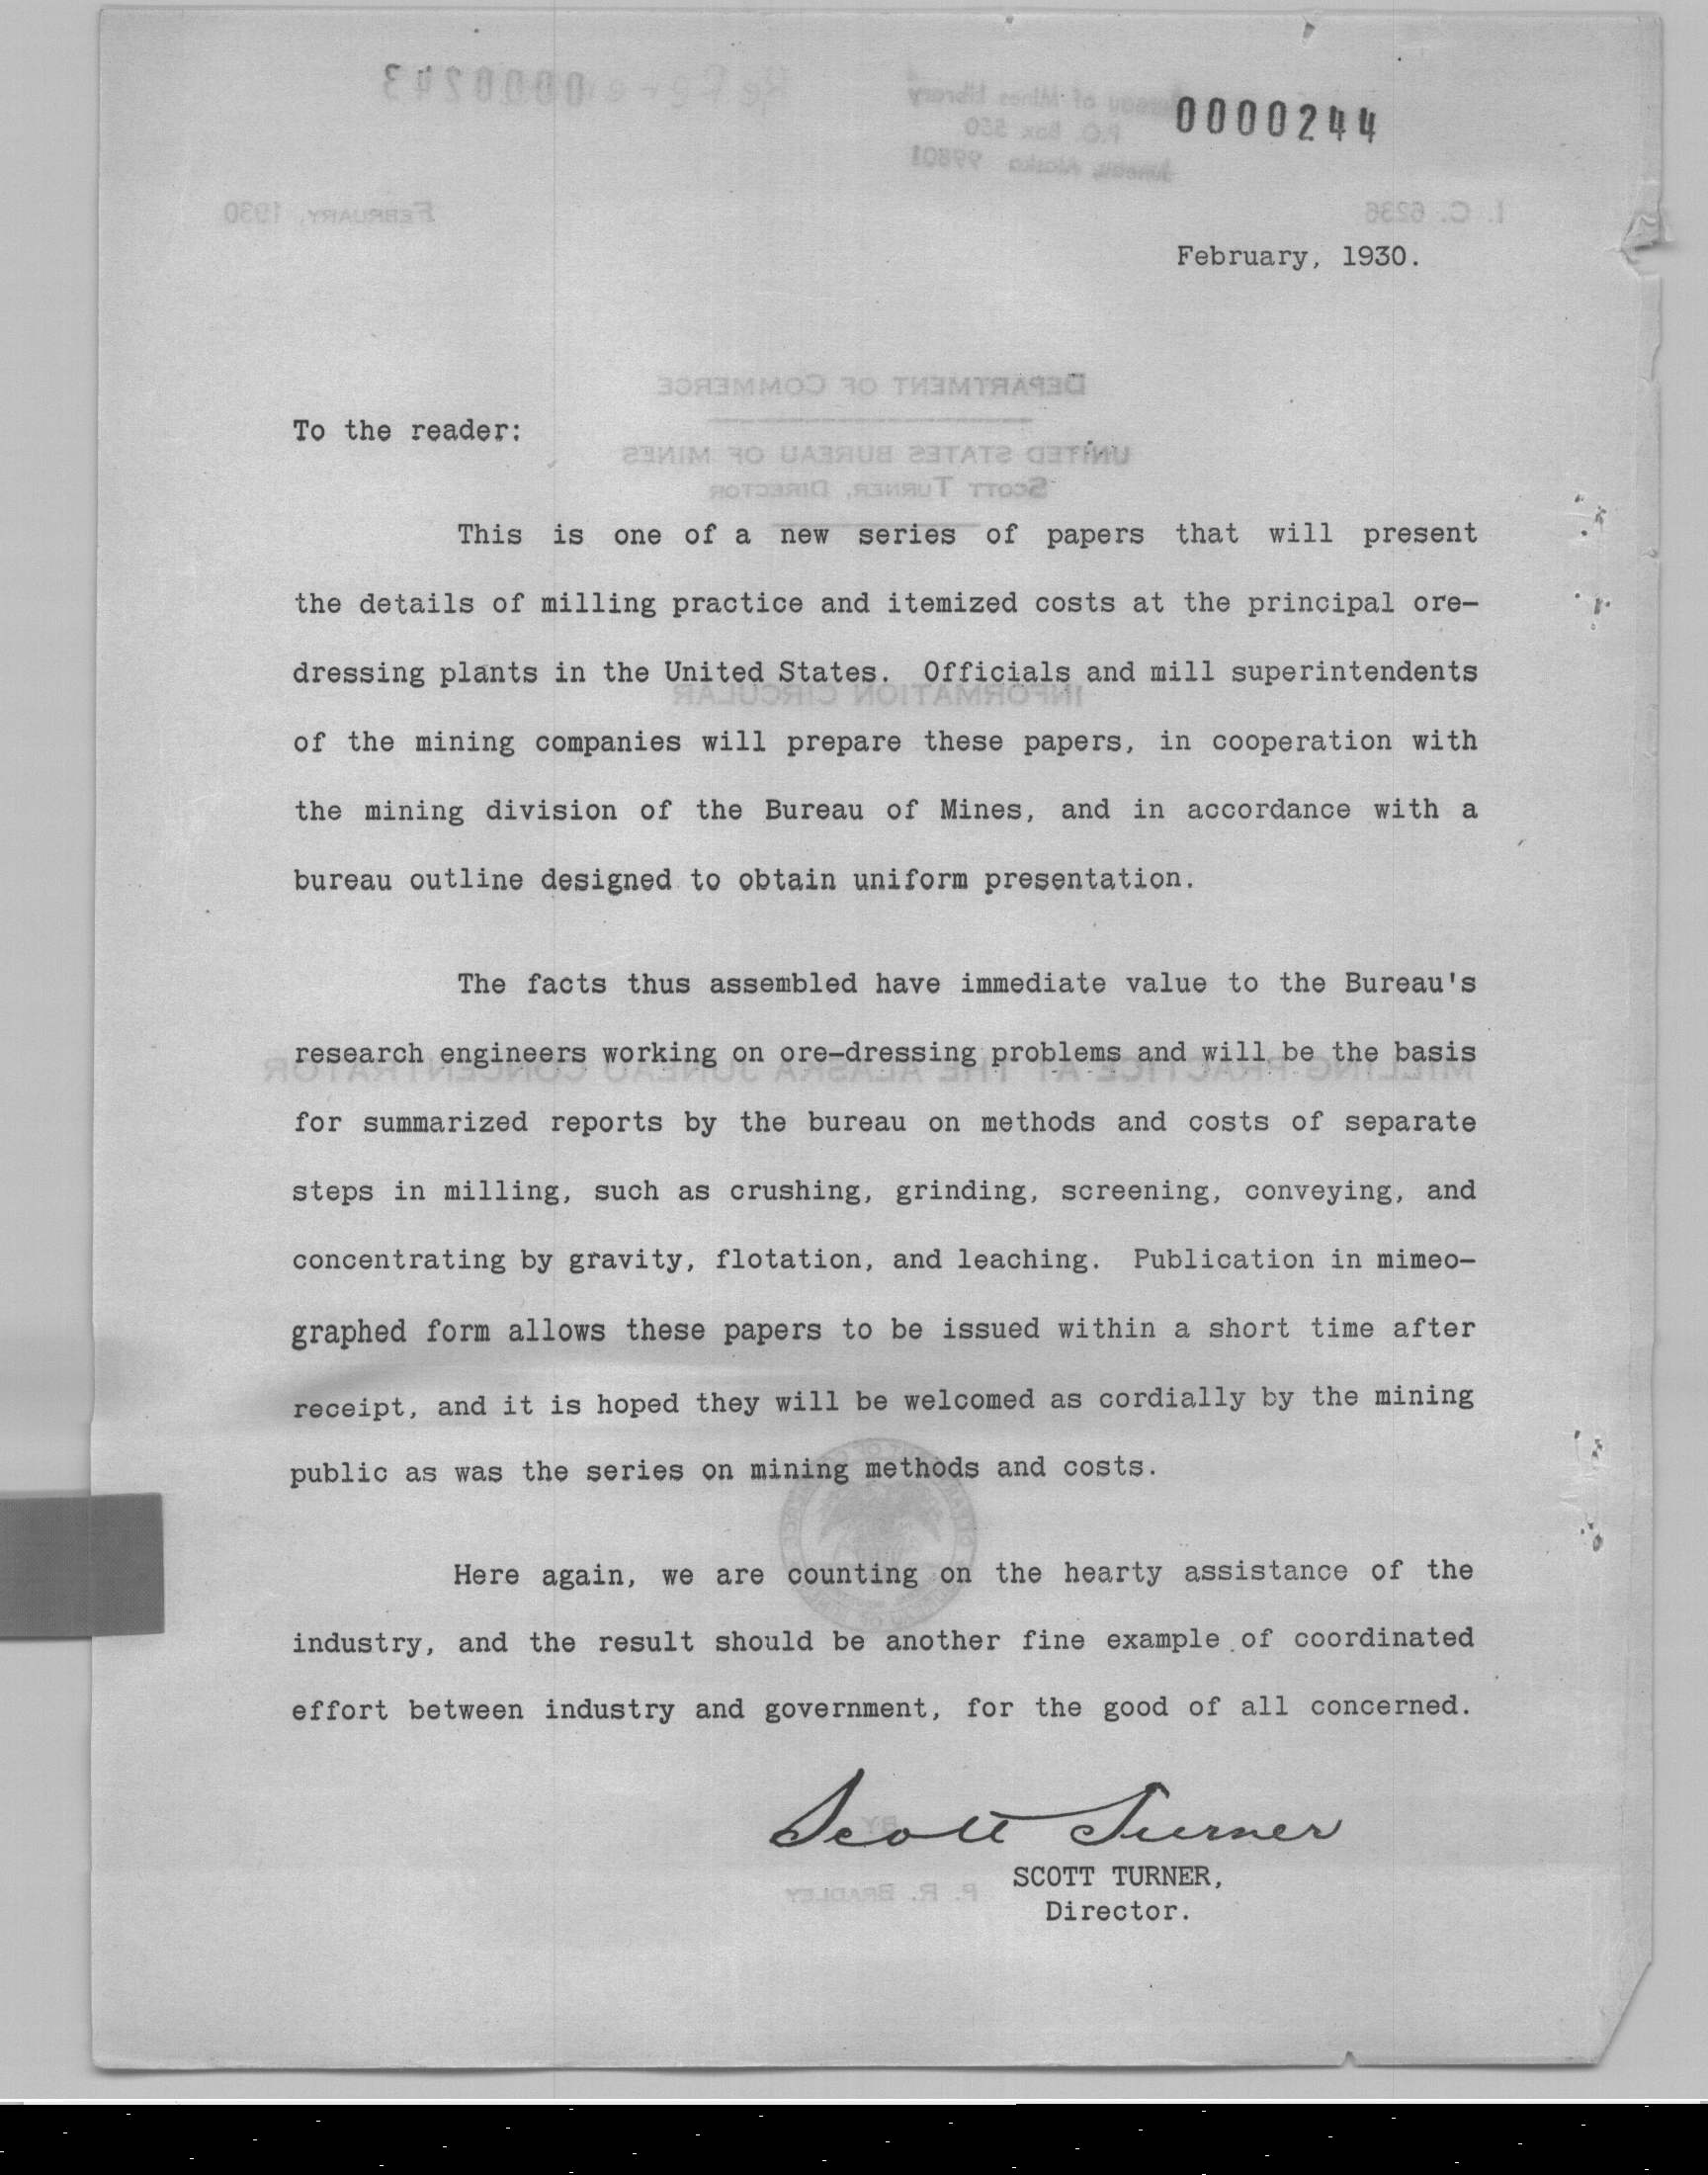 0000244
February, 1930.
To the reader:
This is one of a new series of papers that will present
the details of milling practice and itemized costs at the principal ore-
dressing plants in the United States. Officials and mill superintendents
of the mining companies will prepare these papers, in cooperation with
the mining division of the Bureau of Mines, and in accordance with a
bureau outline designed to obtain uniform presentation.
The facts thus assembled have immediate value to the Bureau's
research engineers working on ore-dressing problems and will be the basis
for summarized reports by the bureau on methods and costs of separate
steps in milling, such as crushing, grinding, screening, conveying, and
concentrating by gravity, flotation, and leaching. Publication in mimeo-
graphed form allows these papers to be issued within a short time after
receipt, and it is hoped they will be welcomed as cordially by the mining
public as was the series on mining methods and costs.
Here again, we are counting on the hearty assistance of the
industry, and the result should be another fine example of coordinated
effort between industry and government, for the good of all concerned.
Scott Turner
SCOTT TURNER,
Director.